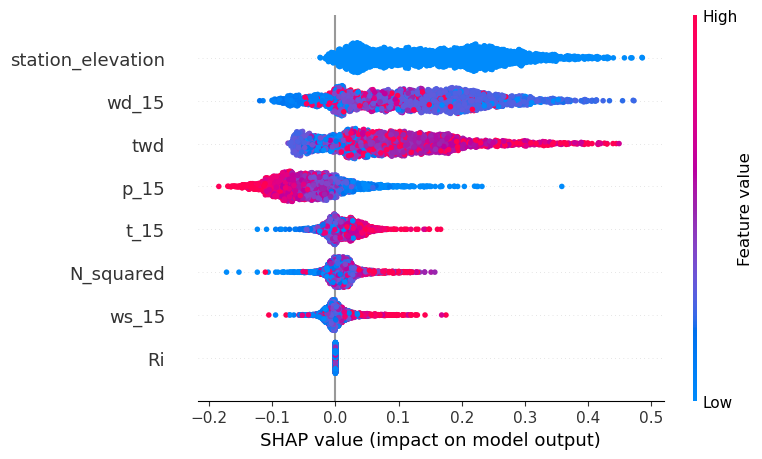 High
station_elevation
wd_15
twd
p_15
t_15
N_squared
ws_15
Ri
Feature value
Low
−0.2 −0.1 0.0 0.1 0.2 0.3 0.4 0.5
SHAP value (impact on model output)